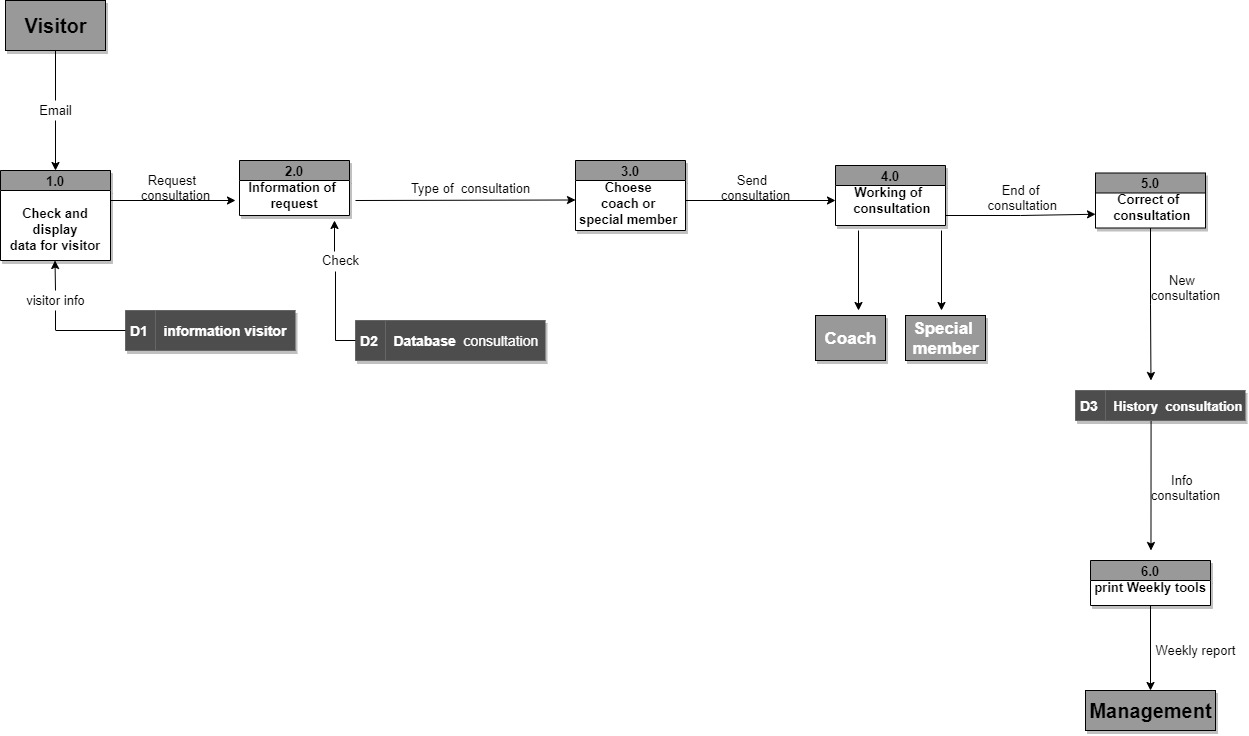 Visitor
Email
1.0
Check and
display
data for visitor
Request
consultation
2.0
Information of
request
Type of consultation
3.0
Choese
coach or
special member
Send
consultation
4.0
Working of
consultation
End of
consultation
5.0
Correct of
consultation
visitor info
D1 information visitor
Check
D2 Database consultation
Coach
Special
member
New
consultation
D3 History consultation
Info
consultation
6.0
print Weekly tools
Weekly report
Management